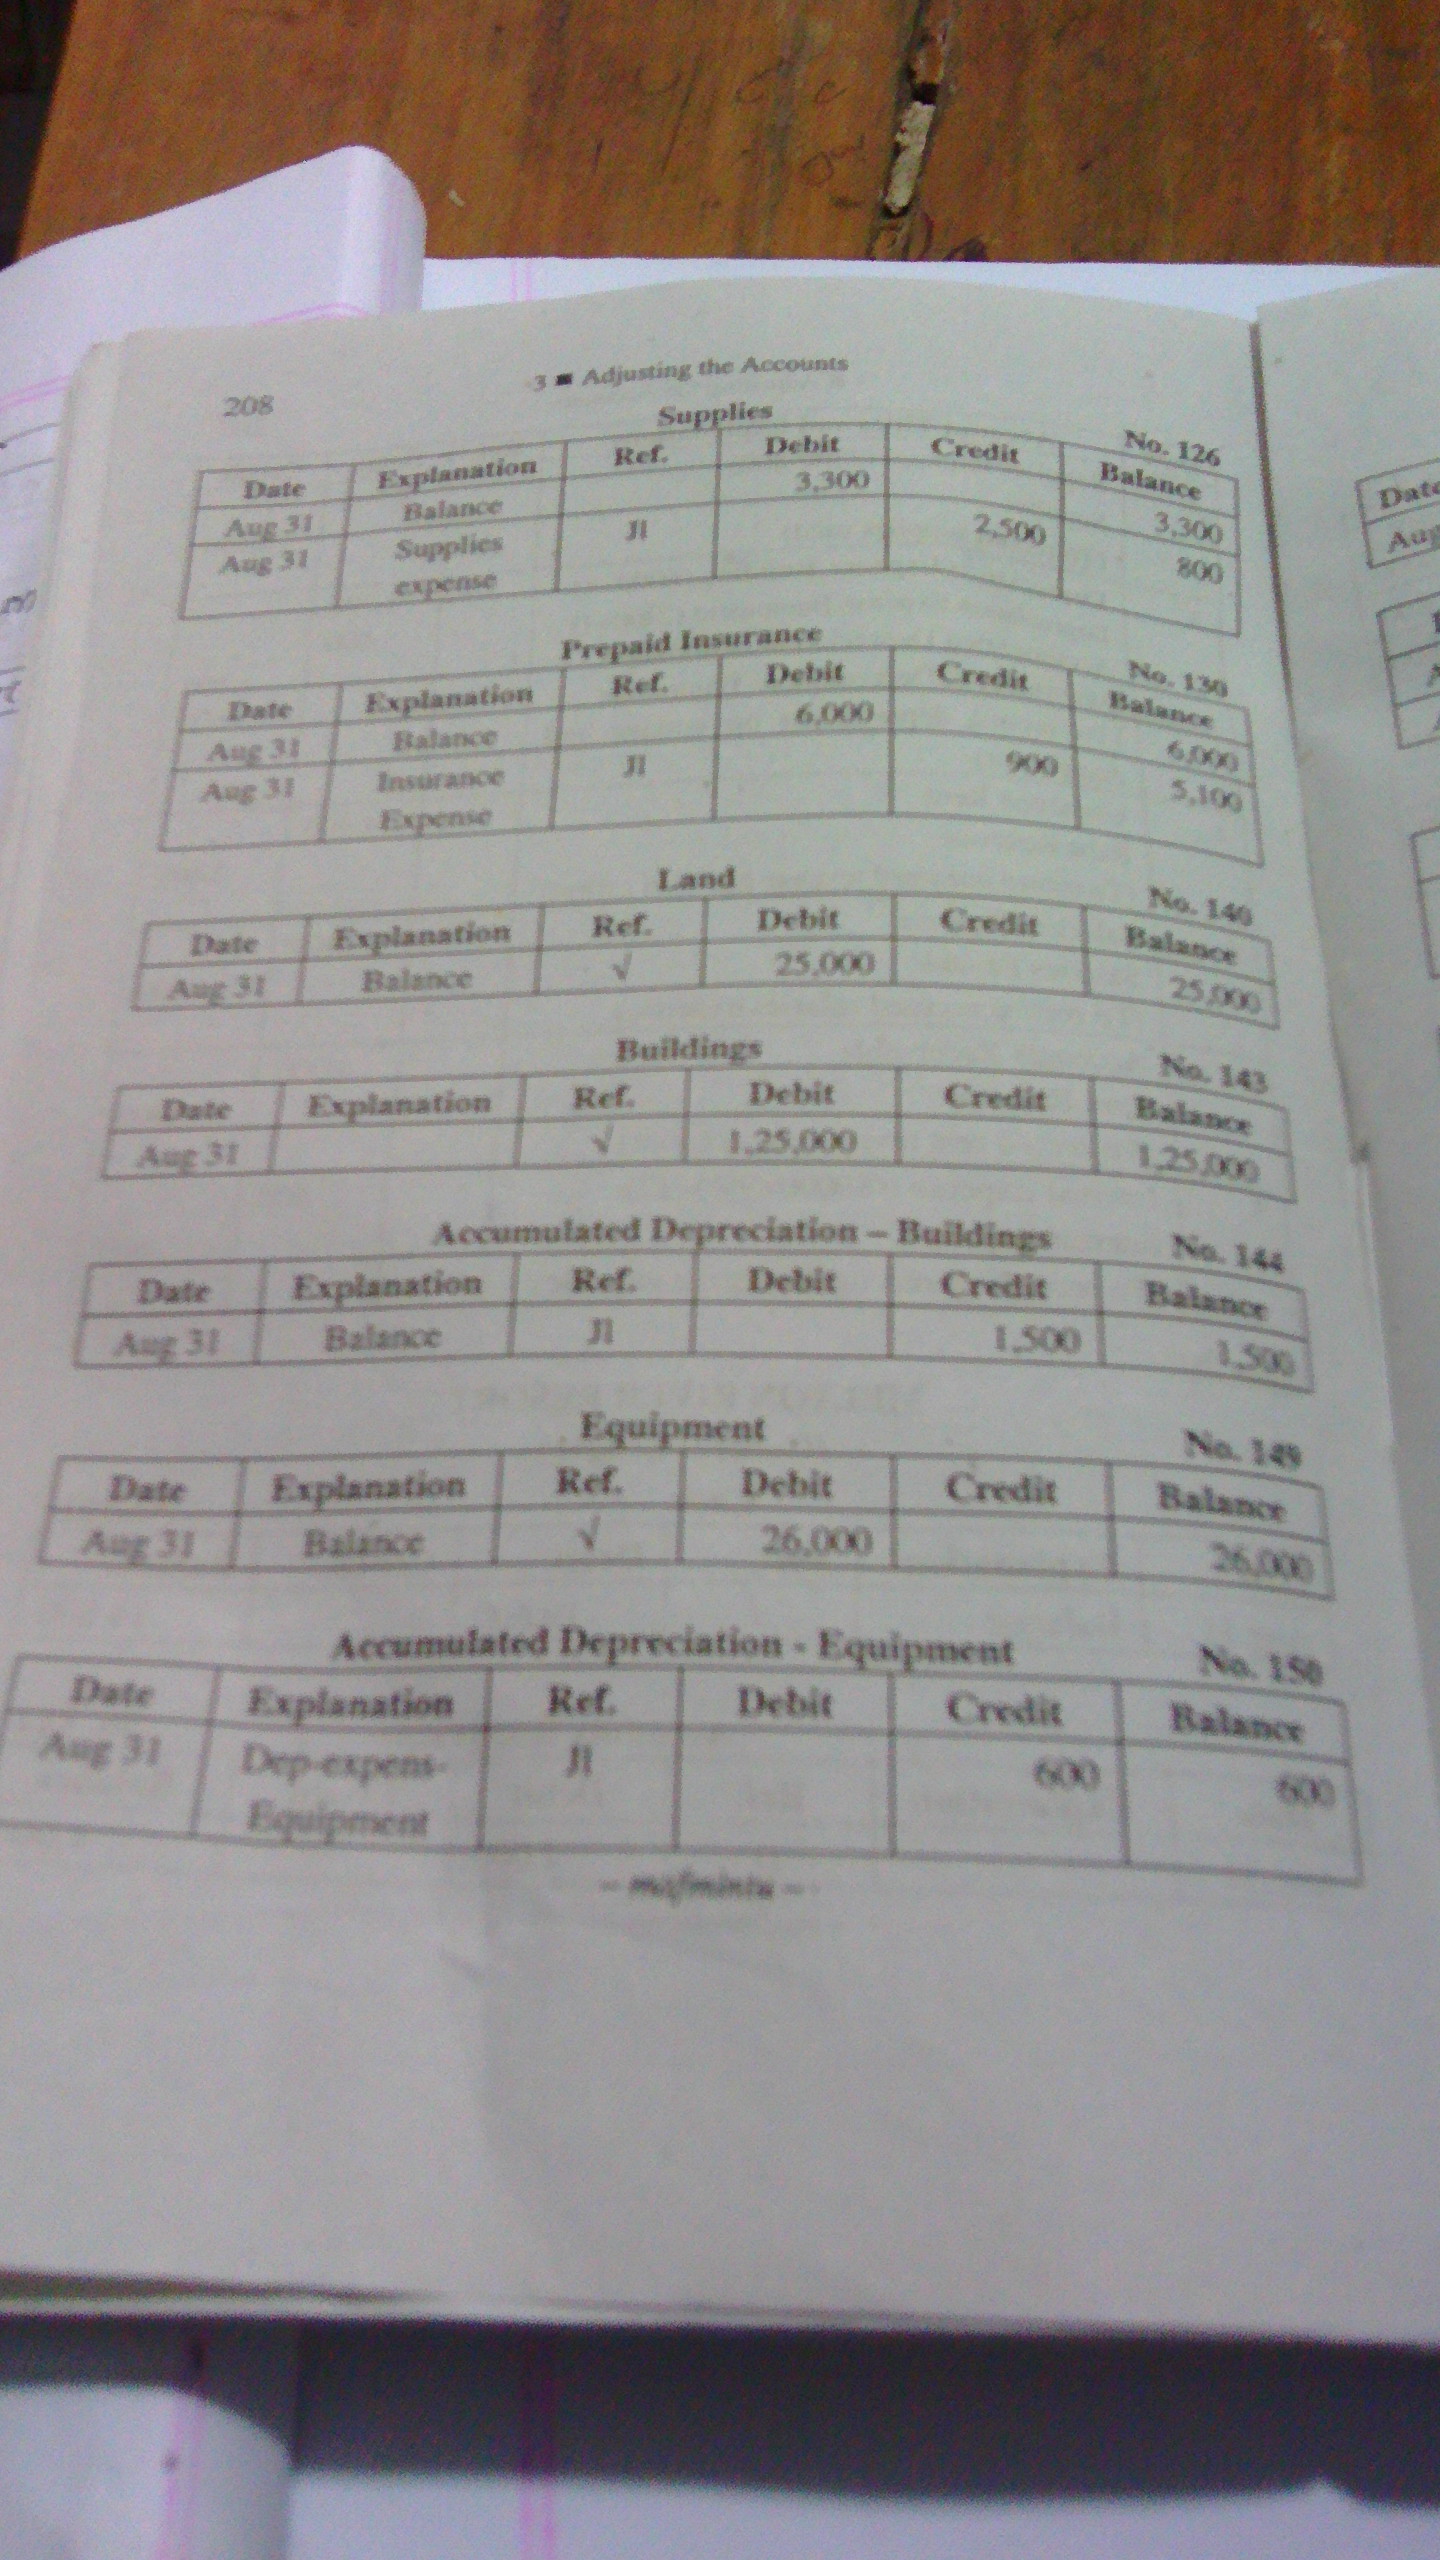 3 ■ Adjusting the Accounts
208
Supplies
No. 126
Date Explanation Ref. Debit Credit Balance
Aug 31 Balance 3,300 3,300
Aug 31 Supplies expense J1 2,500 800
Prepaid Insurance
No. 130
Date Explanation Ref. Debit Credit Balance
Aug 31 Balance 6,000 6,000
Aug 31 Insurance Expense J1 900 5,100
Land
No. 140
Date Explanation Ref. Debit Credit Balance
Aug 31 Balance √ 25,000 25,000
Buildings
No. 143
Date Explanation Ref. Debit Credit Balance
Aug 31 √ 1,25,000 1,25,000
Accumulated Depreciation – Buildings
No. 144
Date Explanation Ref. Debit Credit Balance
Aug 31 Balance J1 1,500 1,500
Equipment
No. 149
Date Explanation Ref. Debit Credit Balance
Aug 31 Balance √ 26,000 26,000
Accumulated Depreciation - Equipment
No. 150
Date Explanation Ref. Debit Credit Balance
Aug 31 Dep-expens- Equipment J1 600 600